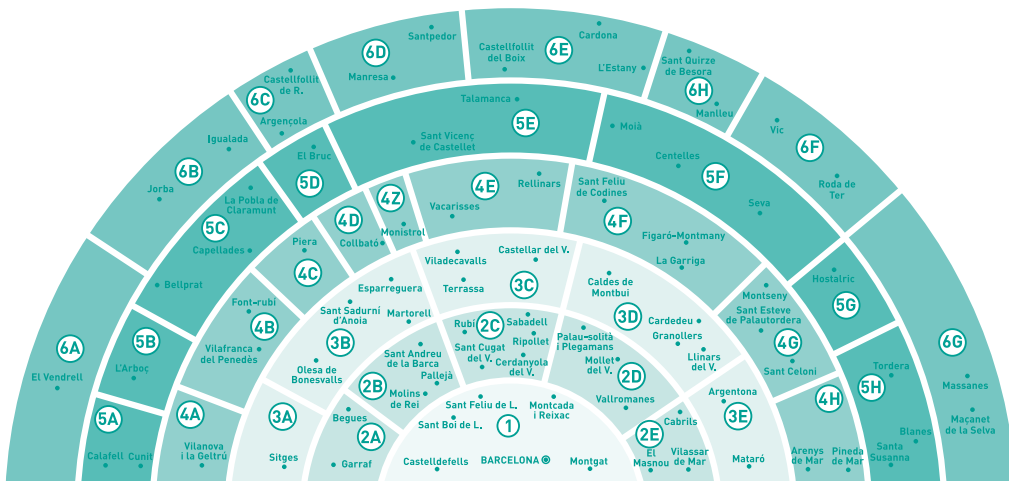 Santpedor
6D
Manresa
Castellfollit
del Boix
6E
Cardona
L'Estany
Sant Quirze
de Besora
6H
Manlleu
6C
Castellfollit
de R.
Argençola
Talamanca
5E
Sant Vicenç
de Castellet
Moià
Centelles
5F
Seva
Vic
6F
Roda de
Ter
Igualada
6B
Jorba
El Bruc
5D
La Pobla de
Claramunt
5C
Capellades
Bellprat
4Z
Monistrol
4D
Collbató
4E
Rellinars
Vacarisses
Sant Feliu
de Codines
4F
Figaró-Montmany
La Garriga
Piera
4C
Viladecavalls
Castellar del V.
Terrassa
3C
Caldes de
Montbui
3D
Cardedeu
Granollers
Llinars
del V.
Hostalric
5G
Montseny
Sant Esteve
de Palautordera
4G
Sant Celoni
Font-rubí
4B
Vilafranca
del Penedès
Esparreguera
Sant Sadurní
d'Anoia
Martorell
3B
Olesa de
Bonesvalls
Rubí
2C
Sabadell
Ripollet
Sant Cugat
del V.
Cerdanyola
del V.
Palau-solità
i Plegamans
Mollet
del V.
2D
Vallromanes
Sant Andreu
de la Barca
Pallejà
2B
Molins
de Rei
5B
L'Arboç
6A
El Vendrell
6G
Massanes
Maçanet
de la Selva
Tordera
5H
Blanes
Santa
Susanna
4H
Arenys
de Mar
Pineda
de Mar
Argentona
3E
Mataró
Cabrils
2E
El
Masnou
Vilassar
de Mar
5A
Calafell
Cunit
4A
Vilanova
i la Geltrú
3A
Sitges
Begues
2A
Garraf
Sant Feliu de L.
Montcada
i Reixac
Sant Boi de L.
1
Castelldefells
BARCELONA
Montgat